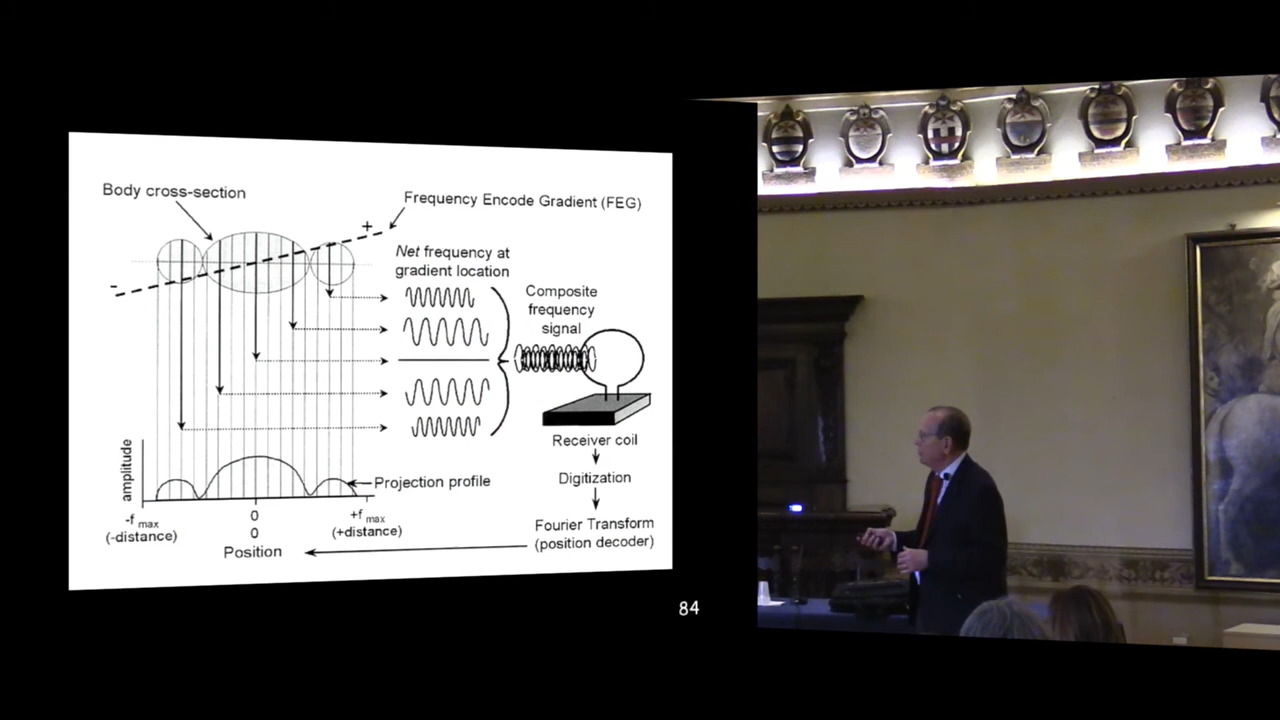 Body cross-section
Frequency Encode Gradient (FEG)
+
-
Net frequency at
gradient location
Composite
frequency
signal
Receiver coil
Digitization
Fourier Transform
(position decoder)
amplitude
Projection profile
-f max
(-distance)
0
0
+f max
(+distance)
Position
84